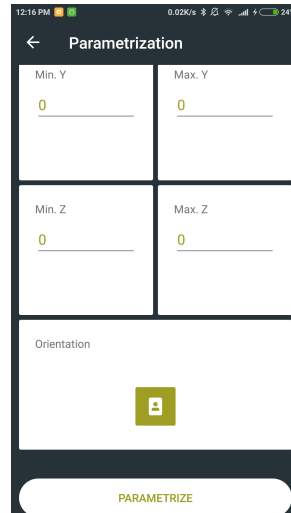 12:16 PM 0.02K/s 24%
Parametrization
Min. Y Max. Y
0 0
Min. Z Max. Z
0 0
Orientation
PARAMETRIZE